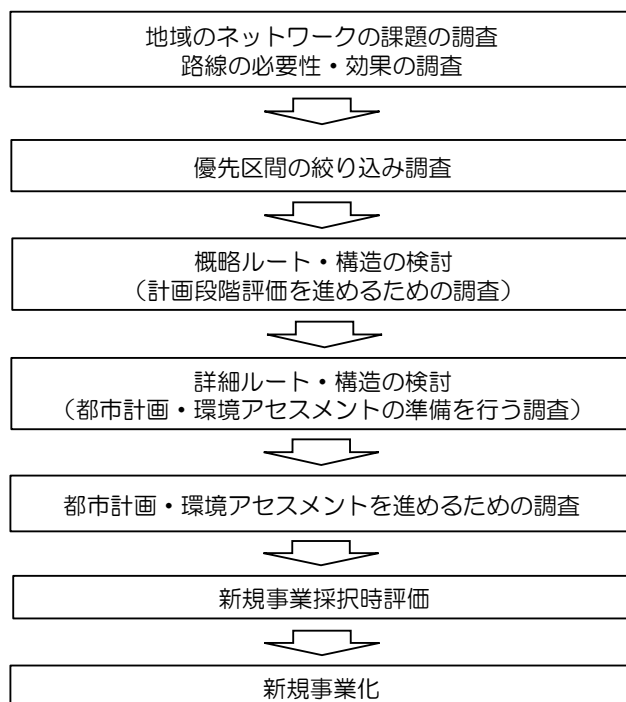 地域のネットワークの課題の調査
路線の必要性・効果の調査
優先区間の絞り込み調査
概略ルート・構造の検討
（計画段階評価を進めるための調査）
詳細ルート・構造の検討
（都市計画・環境アセスメントの準備を行う調査）
都市計画・環境アセスメントを進めるための調査
新規事業採択時評価
新規事業化